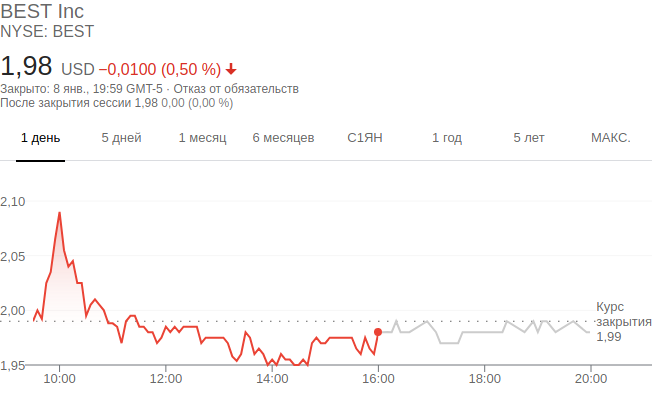 BEST Inc
NYSE: BEST
1,98 USD −0,0100 (0,50 %)
Закрыто: 8 янв., 19:59 GMT-5 · Отказ от обязательств
После закрытия сессии 1,98 0,00 (0,00 %)
1 день 5 дней 1 месяц 6 месяцев С1ЯН 1 год 5 лет МАКС.
2,10
2,05
2,00
1,95
Курс
закрытия
1,99
10:00 12:00 14:00 16:00 18:00 20:00